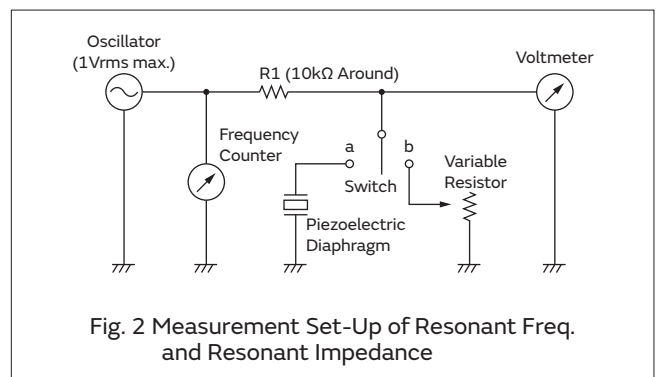 Oscillator
(1Vrms max.)
R1 (10kΩ Around)
Voltmeter
Frequency
Counter
a
b
Switch
Variable
Resistor
Piezoelectric
Diaphragm
Fig. 2 Measurement Set-Up of Resonant Freq.
and Resonant Impedance